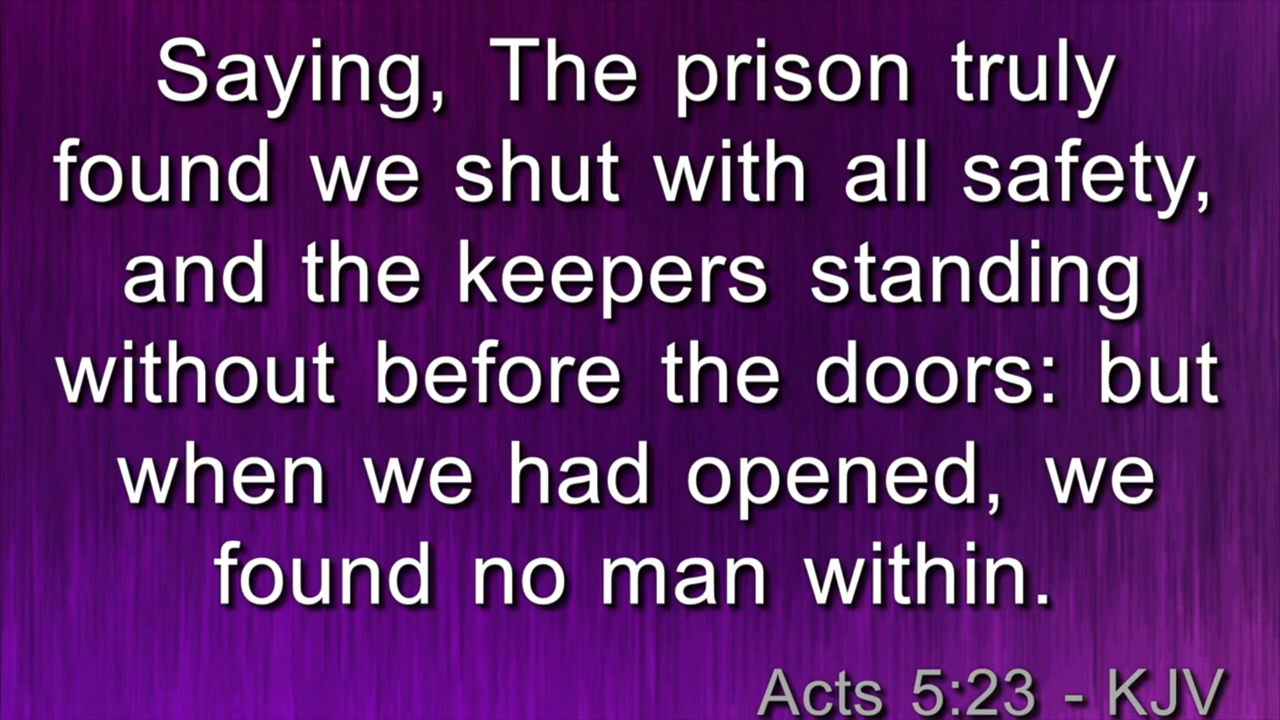 Saying, The prison truly
found we shut with all safety,
and the keepers standing
without before the doors: but
when we had opened, we
found no man within.
Acts 5:23 - KJV